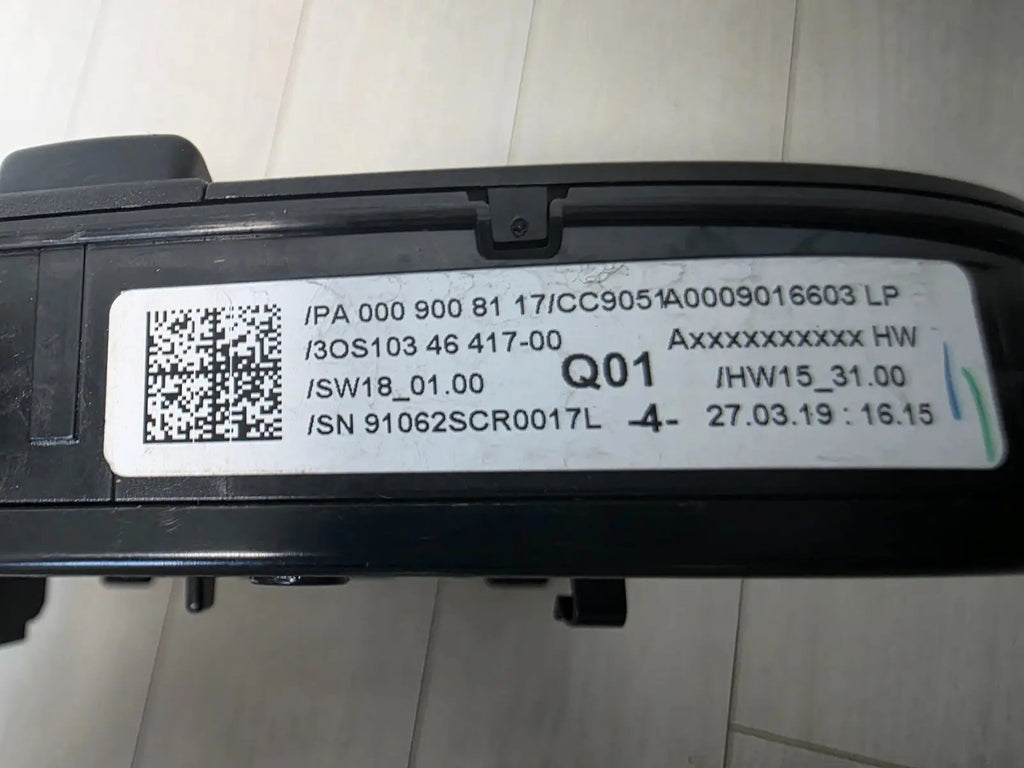 /PA 000 900 81 17/CC9051A0009016603 LP
/3OS103 46 417-00 Axxxxxxxxxx HW
/SW18_01.00 Q01 /HW15_31.00
/SN 91062SCR0017L -4- 27.03.19 : 16.15